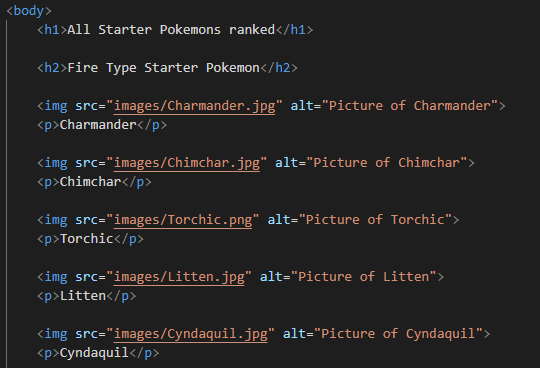 <body>
<h1>All Starter Pokemons ranked</h1>
<h2>Fire Type Starter Pokemon</h2>
<img src="images/Charmander.jpg" alt="Picture of Charmander">
<p>Charmander</p>
<img src="images/Chimchar.jpg" alt="Picture of Chimchar">
<p>Chimchar</p>
<img src="images/Torchic.png" alt="Picture of Torchic">
<p>Torchic</p>
<img src="images/Litten.jpg" alt="Picture of Litten">
<p>Litten</p>
<img src="images/Cyndaquil.jpg" alt="Picture of Cyndaquil">
<p>Cyndaquil</p>